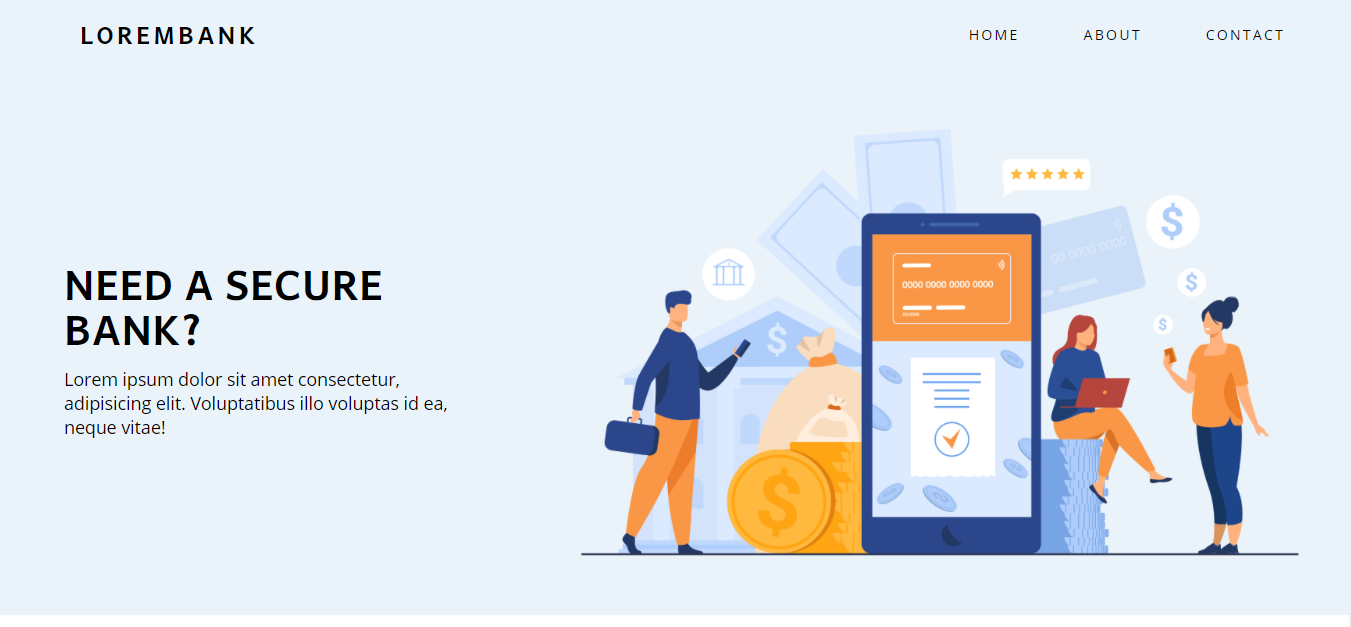 LOREMBANK
HOME ABOUT CONTACT
NEED A SECURE
BANK?
Lorem ipsum dolor sit amet consectetur,
adipisicing elit. Voluptatibus illo voluptas id ea,
neque vitae!
$
$
$
$
$
0000 0000 0000 0000
00 0000 0000